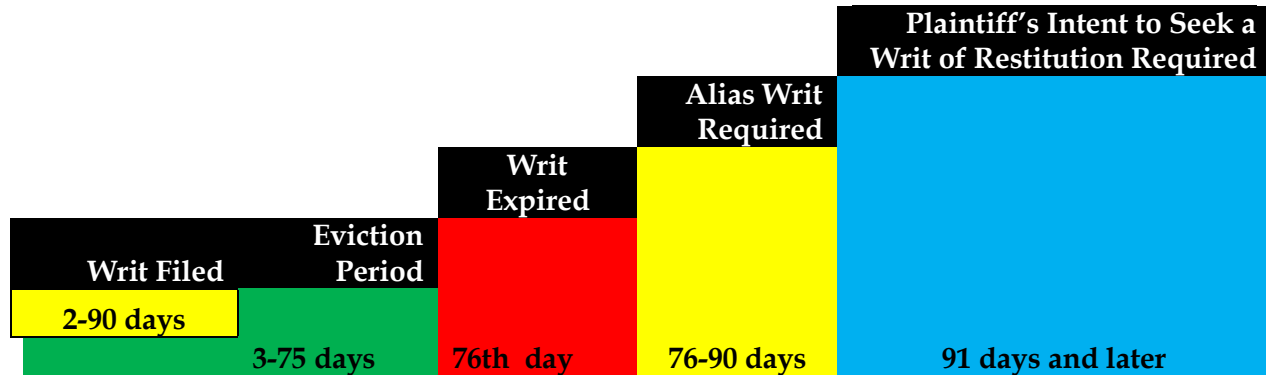 Plaintiff’s Intent to Seek a
Writ of Restitution Required
Alias Writ
Required
Writ
Expired
Eviction
Period
Writ Filed
2-90 days
3-75 days
76th  day
76-90 days
91 days and later